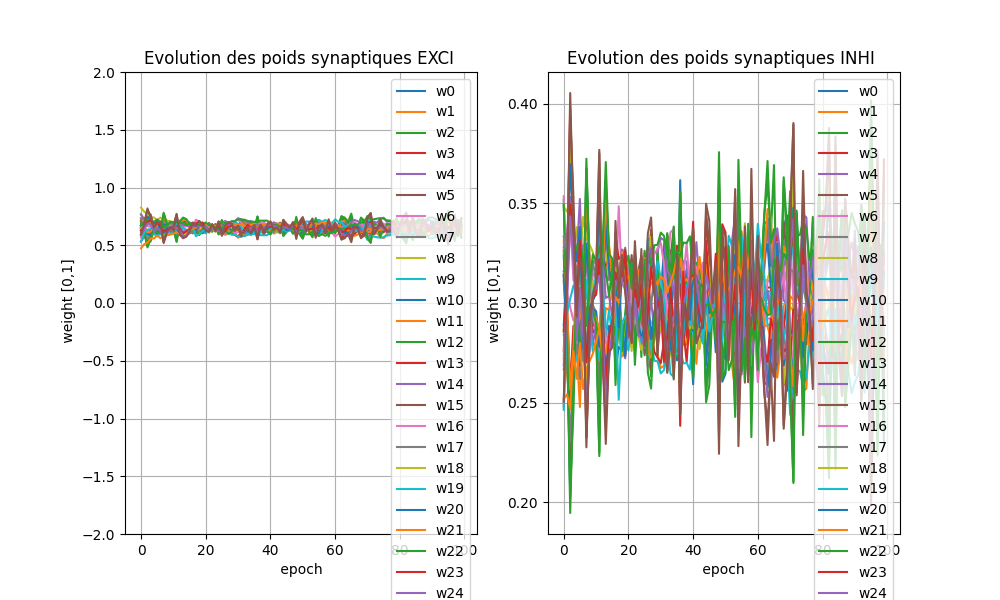 Evolution des poids synaptiques EXCI
weight [0,1]
2.0
1.5
1.0
0.5
0.0
−0.5
−1.0
−1.5
−2.0
0
20
40
60
80
100
epoch
w0
w1
w2
w3
w4
w5
w6
w7
w8
w9
w10
w11
w12
w13
w14
w15
w16
w17
w18
w19
w20
w21
w22
w23
w24
Evolution des poids synaptiques INHI
weight [0,1]
0.40
0.35
0.30
0.25
0.20
0
20
40
60
80
100
epoch
w0
w1
w2
w3
w4
w5
w6
w7
w8
w9
w10
w11
w12
w13
w14
w15
w16
w17
w18
w19
w20
w21
w22
w23
w24